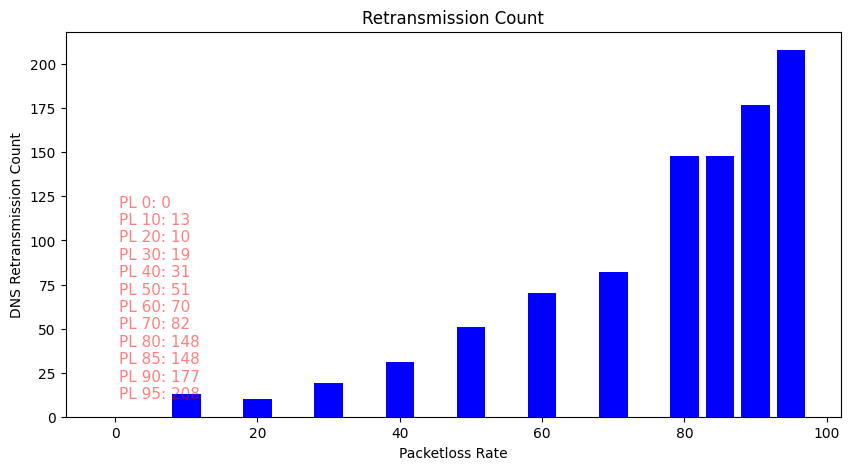 Retransmission Count
DNS Retransmission Count
200
175
150
125
100
75
50
25
0
PL 0: 0
PL 10: 13
PL 20: 10
PL 30: 19
PL 40: 31
PL 50: 51
PL 60: 70
PL 70: 82
PL 80: 148
PL 85: 148
PL 90: 177
PL 95: 208
0 20 40 60 80 100
Packetloss Rate